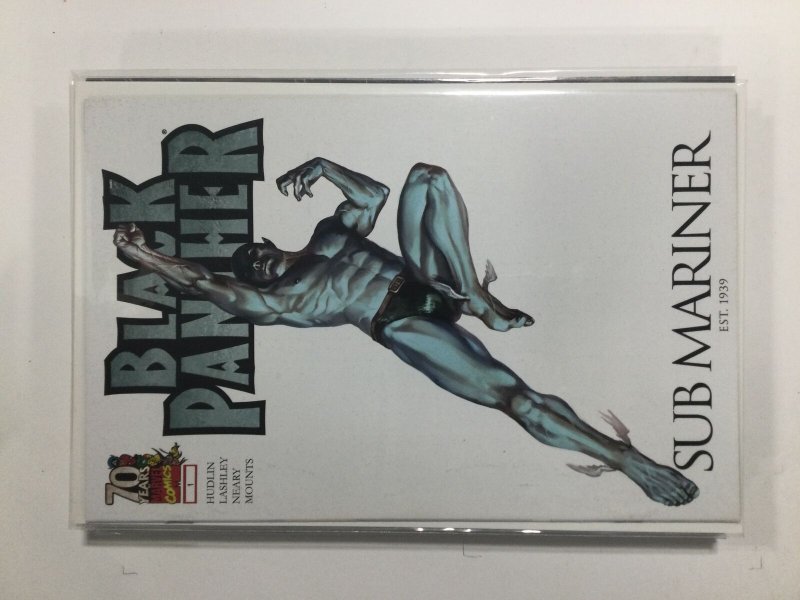 70
YEARS
MARVEL
COMICS
1
HUDLIN
LASHLEY
NEARY
MOUNTS
BLACK
PANTHER
®
SUB MARINER
EST. 1939